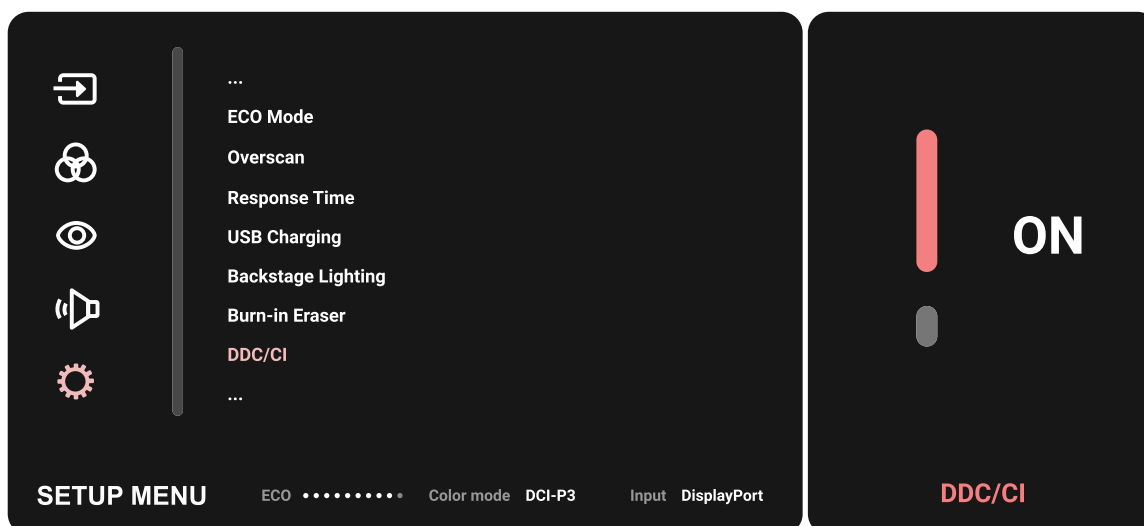 ...
ECO Mode
Overscan
Response Time
USB Charging
Backstage Lighting
Burn-in Eraser
DDC/CI
...
SETUP MENU ECO Color mode DCI-P3 Input DisplayPort
ON
DDC/CI